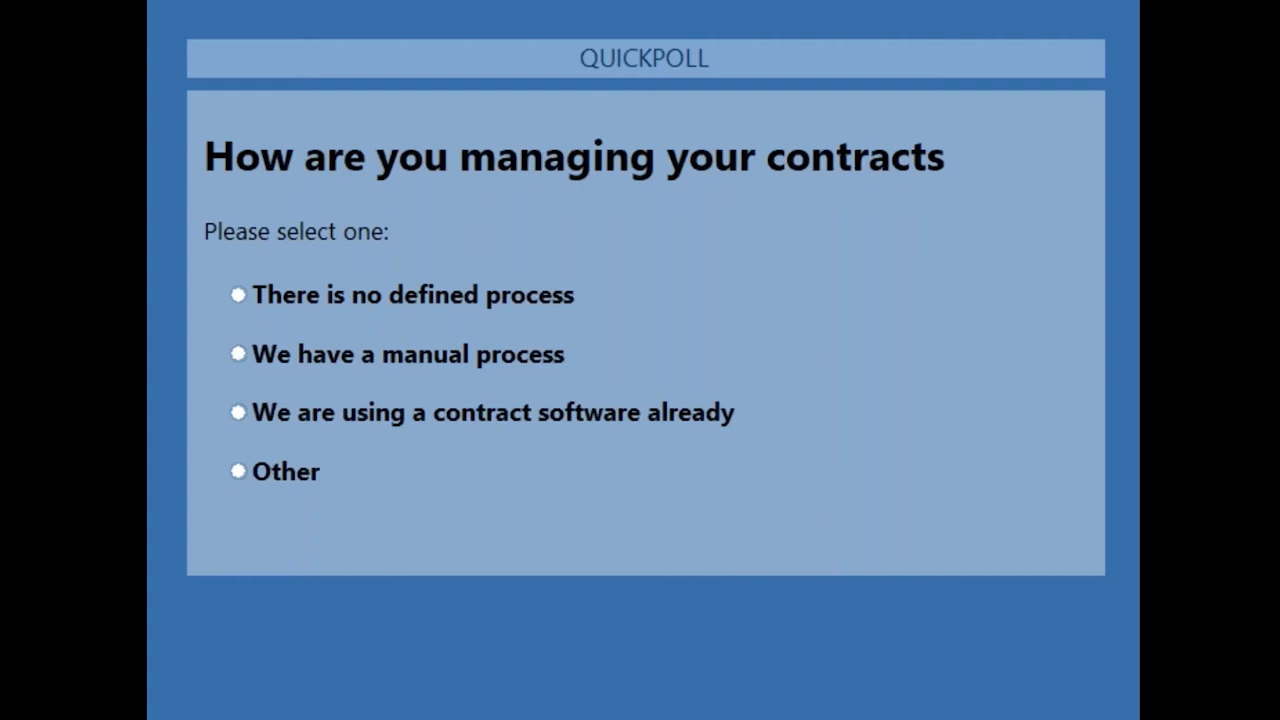 QUICKPOLL
How are you managing your contracts
Please select one:
There is no defined process
We have a manual process
We are using a contract software already
Other